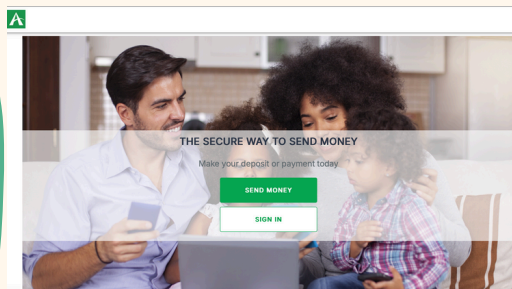 A
THE SECURE WAY TO SEND MONEY
Make your deposit or payment today
SEND MONEY
SIGN IN